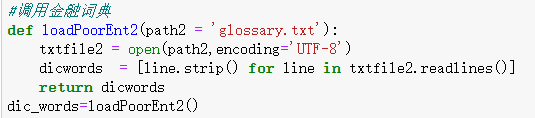 #调用金融词典
def loadPoorEnt2(path2 = 'glossary.txt'):
    txtfile2 = open(path2,encoding='UTF-8')
    dicwords  = [line.strip() for line in txtfile2.readlines()]
    return dicwords
dic_words=loadPoorEnt2()